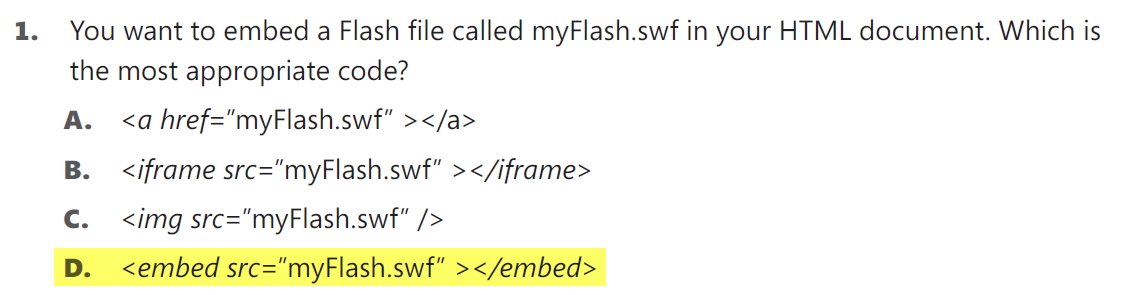 1. You want to embed a Flash file called myFlash.swf in your HTML document. Which is
the most appropriate code?
A. <a href="myFlash.swf" ></a>
B. <iframe src="myFlash.swf" ></iframe>
C. <img src="myFlash.swf" />
D. <embed src="myFlash.swf" ></embed>